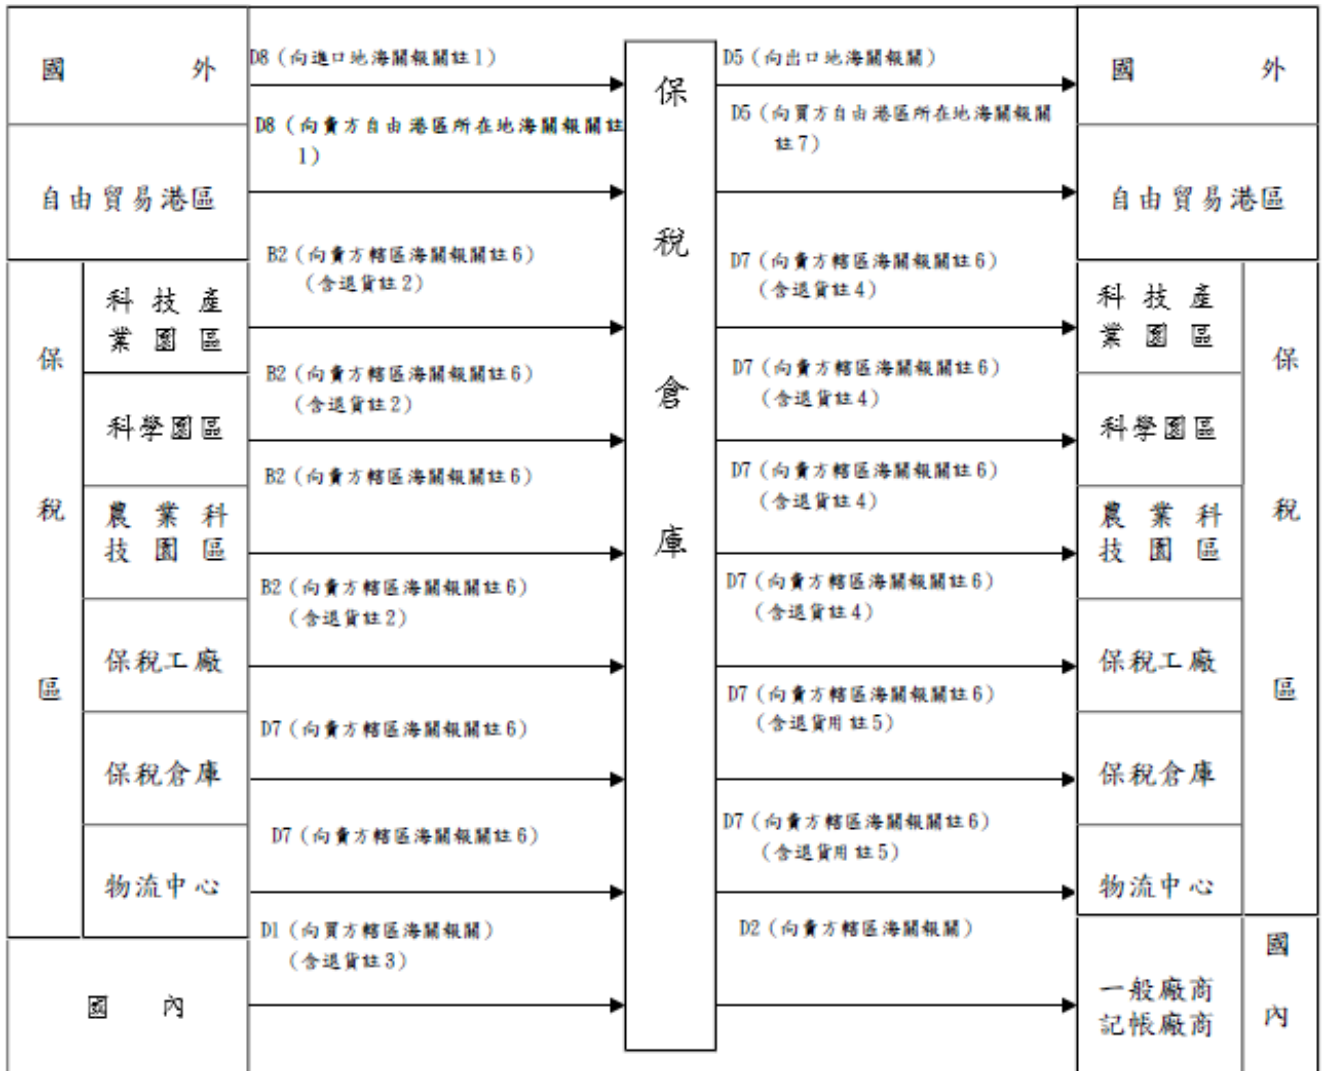 國 外
自由貿易港區
保 稅 區
科 技 產
業 園 區
科學園區
農 業 科
技 園 區
保稅工廠
保稅倉庫
物流中心
國 內
D8（向進口地海關報關註1）
D8（向賣方自由港區所在地海關報關註
1）
B2（向賣方轄區海關報關註6）
（含退貨註2）
B2（向賣方轄區海關報關註6）
（含退貨註2）
B2（向賣方轄區海關報關註6）
B2（向賣方轄區海關報關註6）
（含退貨註2）
D7（向賣方轄區海關報關註6）
D7（向賣方轄區海關報關註6）
D1（向買方轄區海關報關）
（含退貨註3）
保 稅 倉 庫
D5（向出口地海關報關）
D5（向買方自由港區所在地海關報關
註7）
D7（向賣方轄區海關報關註6）
（含退貨註4）
D7（向賣方轄區海關報關註6）
（含退貨註4）
D7（向賣方轄區海關報關註6）
（含退貨註4）
D7（向賣方轄區海關報關註6）
（含退貨註4）
D7（向賣方轄區海關報關註6）
（含退貨用註5）
D7（向賣方轄區海關報關註6）
（含退貨用註5）
D2（向賣方轄區海關報關）
國 外
自由貿易港區
科 技 產
業 園 區
科學園區
農 業 科
技 園 區
保稅工廠
保稅倉庫
物流中心
保 稅 區
一般廠商
記帳廠商
國 內